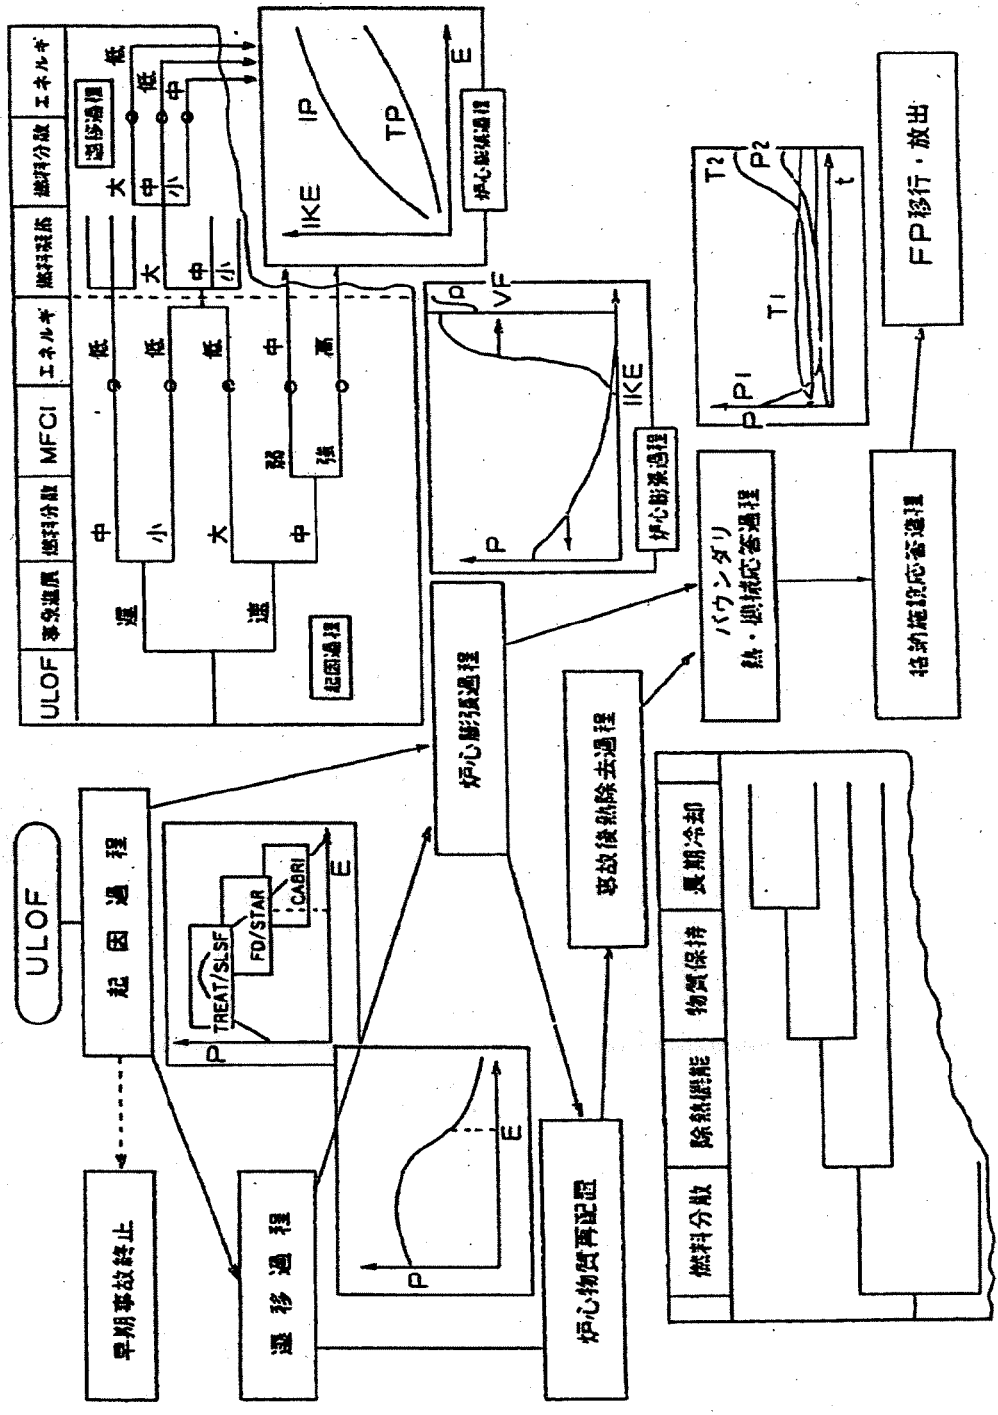 ULOF
起因過程
早期事故終止
遷移過程
炉心膨張過程
炉心物質再配置
事故後熱除去過程
バウンダリ
熱・機械応答過程
格納施設応答過程
FP移行・放出
P
TREAT/SLSF
FD/STAR
CABRI
E
P
E
ULOF
事象進展
燃料分散
MFCI
エネルギ
燃料凝集
燃料分散
エネルギ
遅
速
中
小
大
中
弱
強
低
低
低
中
高
大
中
小
大
中
小
低
低
中
起因過程
遷移過程
IKE
IP
TP
E
炉心膨張過程
P
VF
IKE
炉心膨張過程
P
P1
T1
T2
P2
t
燃料分散
除熱機能
物質保持
長期冷却